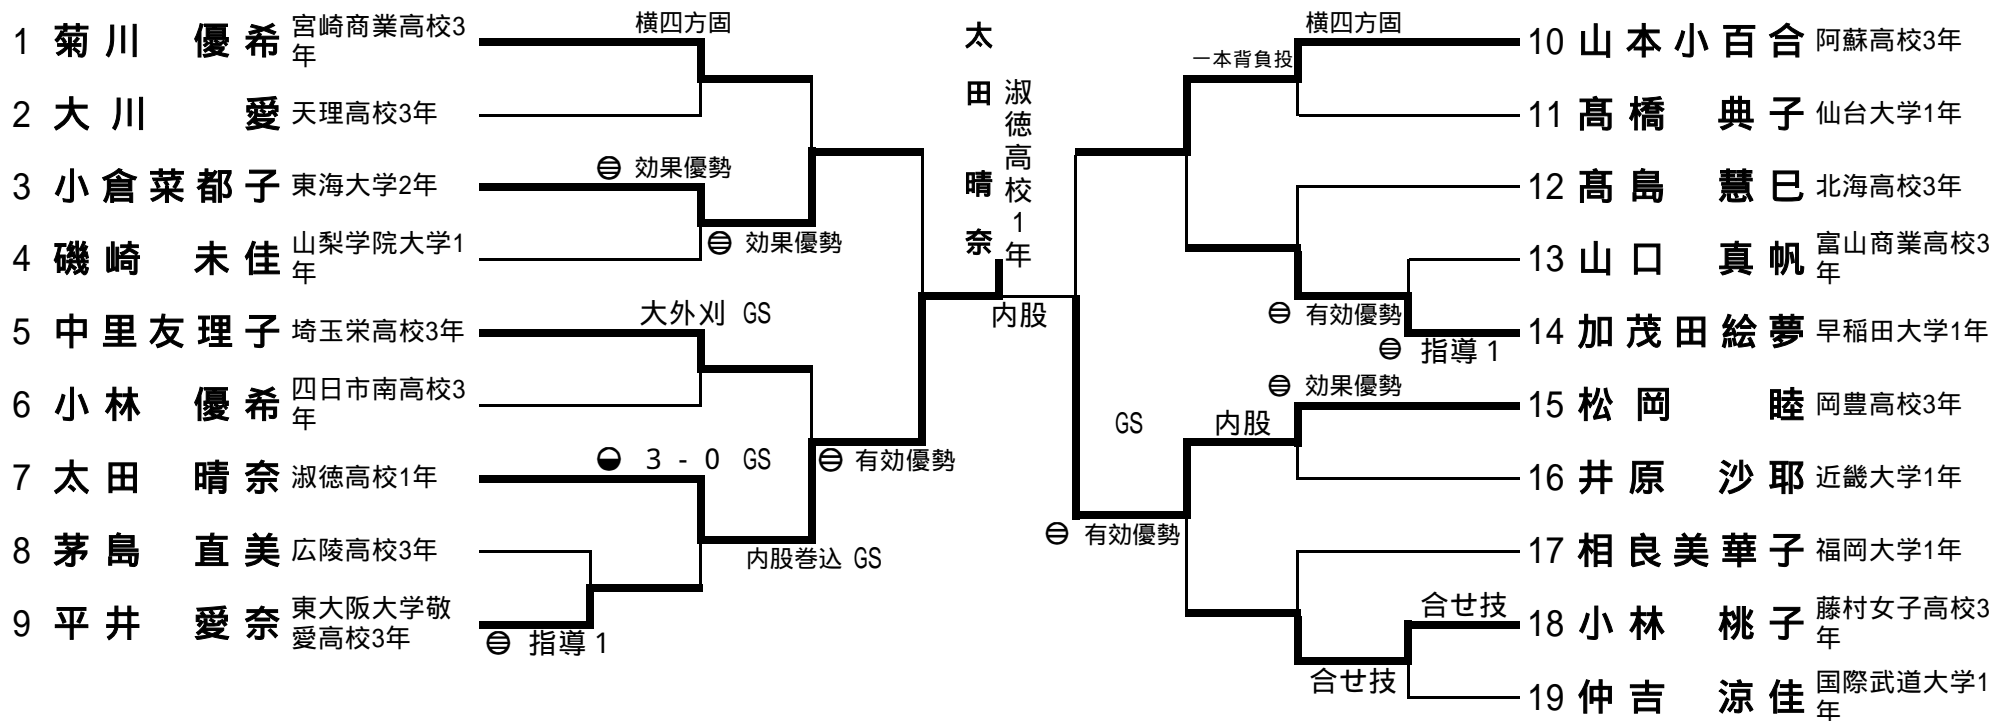 1 菊川 優希 宮崎商業高校3
年
2 大川 愛 天理高校3年
3 小倉菜都子 東海大学2年
4 磯崎 未佳 山梨学院大学1
年
5 中里友理子 埼玉栄高校3年
6 小林 優希 四日市南高校3
年
7 太田 晴奈 淑徳高校1年
8 茅島 直美 広陵高校3年
9 平井 愛奈 東大阪大学敬
愛高校3年
横四方固
㊀ 効果優勢
㊀ 効果優勢
大外刈 GS
◒ 3 - 0 GS
㊀ 有効優勢
内股巻込 GS
㊀ 指導1
太田 晴奈
淑徳高校1年
内股
横四方固
一本背負投
㊀ 有効優勢
㊀ 指導1
㊀ 効果優勢
GS
内股
㊀ 有効優勢
合せ技
合せ技
10 山本小百合 阿蘇高校3年
11 髙橋 典子 仙台大学1年
12 髙島 慧巳 北海高校3年
13 山口 真帆 富山商業高校3
年
14 加茂田絵夢 早稲田大学1年
15 松岡 睦 岡豊高校3年
16 井原 沙耶 近畿大学1年
17 相良美華子 福岡大学1年
18 小林 桃子 藤村女子高校3
年
19 仲吉 涼佳 国際武道大学1
年